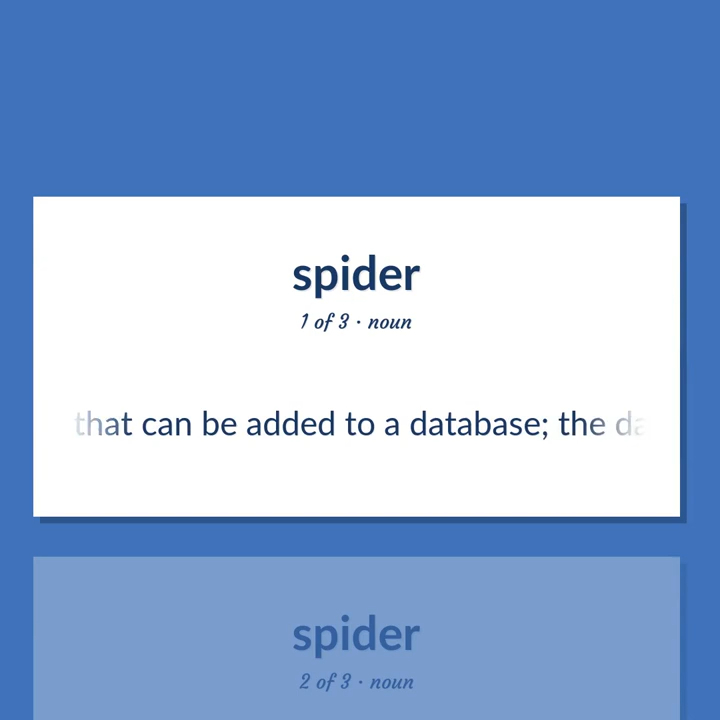 spider
1 of 3 · noun
that can be added to a database; the
spider
2 of 3 · noun